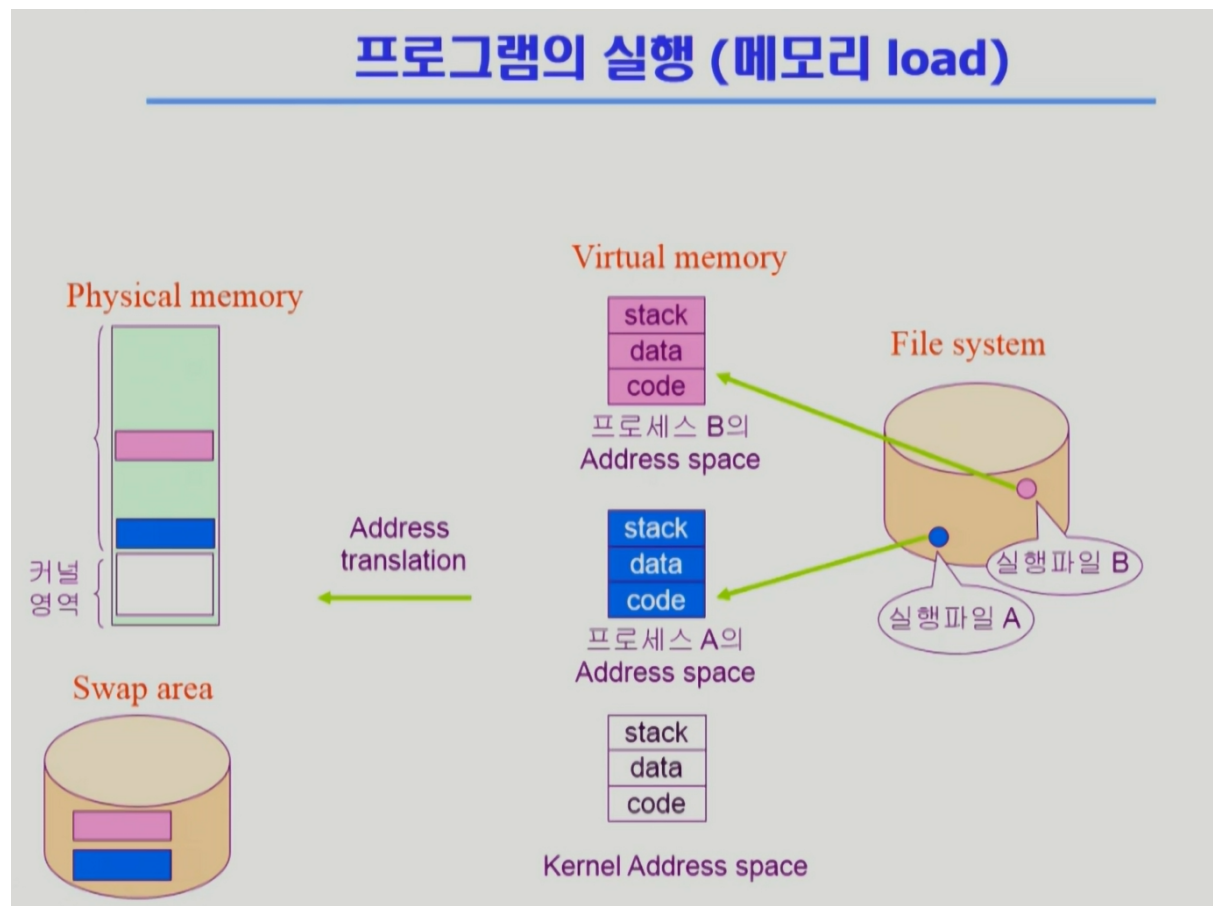 프로그램의 실행 (메모리 load)
Physical memory
커널
영역
Swap area
Address
translation
Virtual memory
stack
data
code
프로세스 B의
Address space
stack
data
code
프로세스 A의
Address space
stack
data
code
Kernel Address space
File system
실행파일 B
실행파일 A